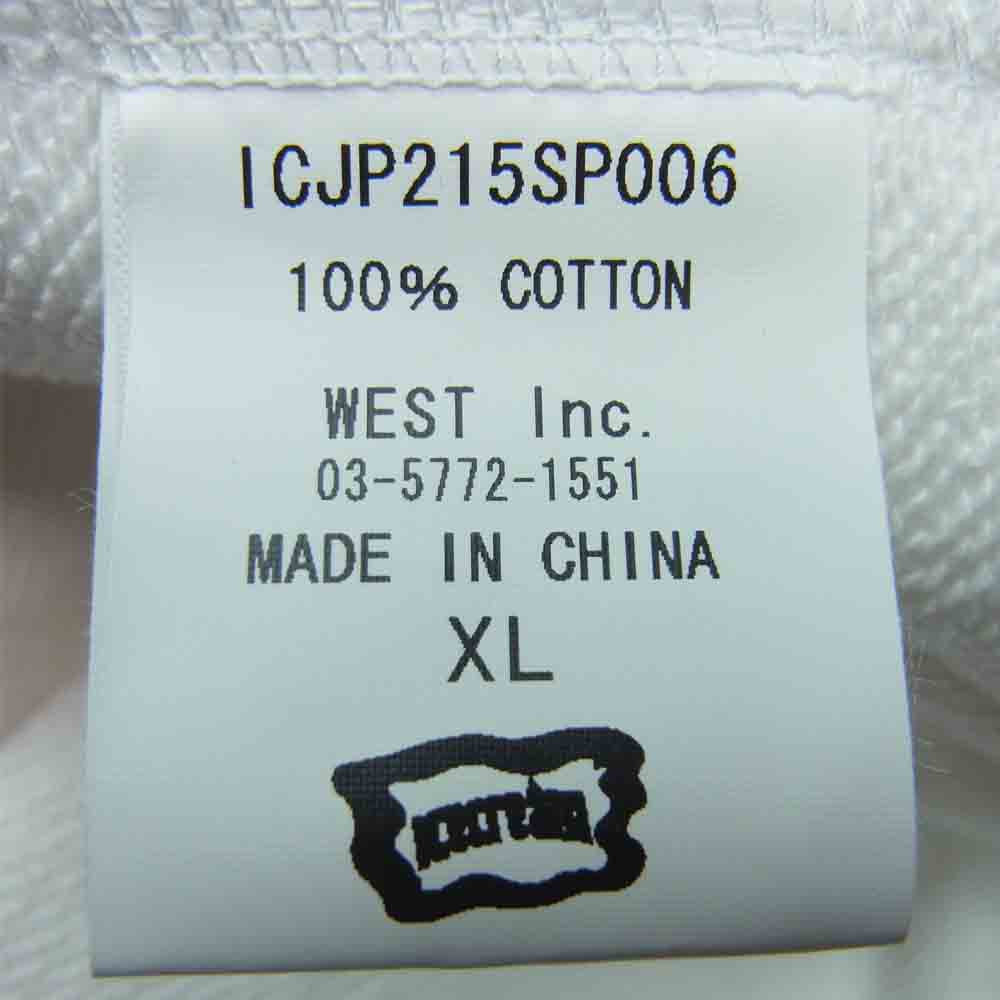 ICJP215SP006
100% COTTON
WEST Inc.
03-5772-1551
MADE IN CHINA
XL